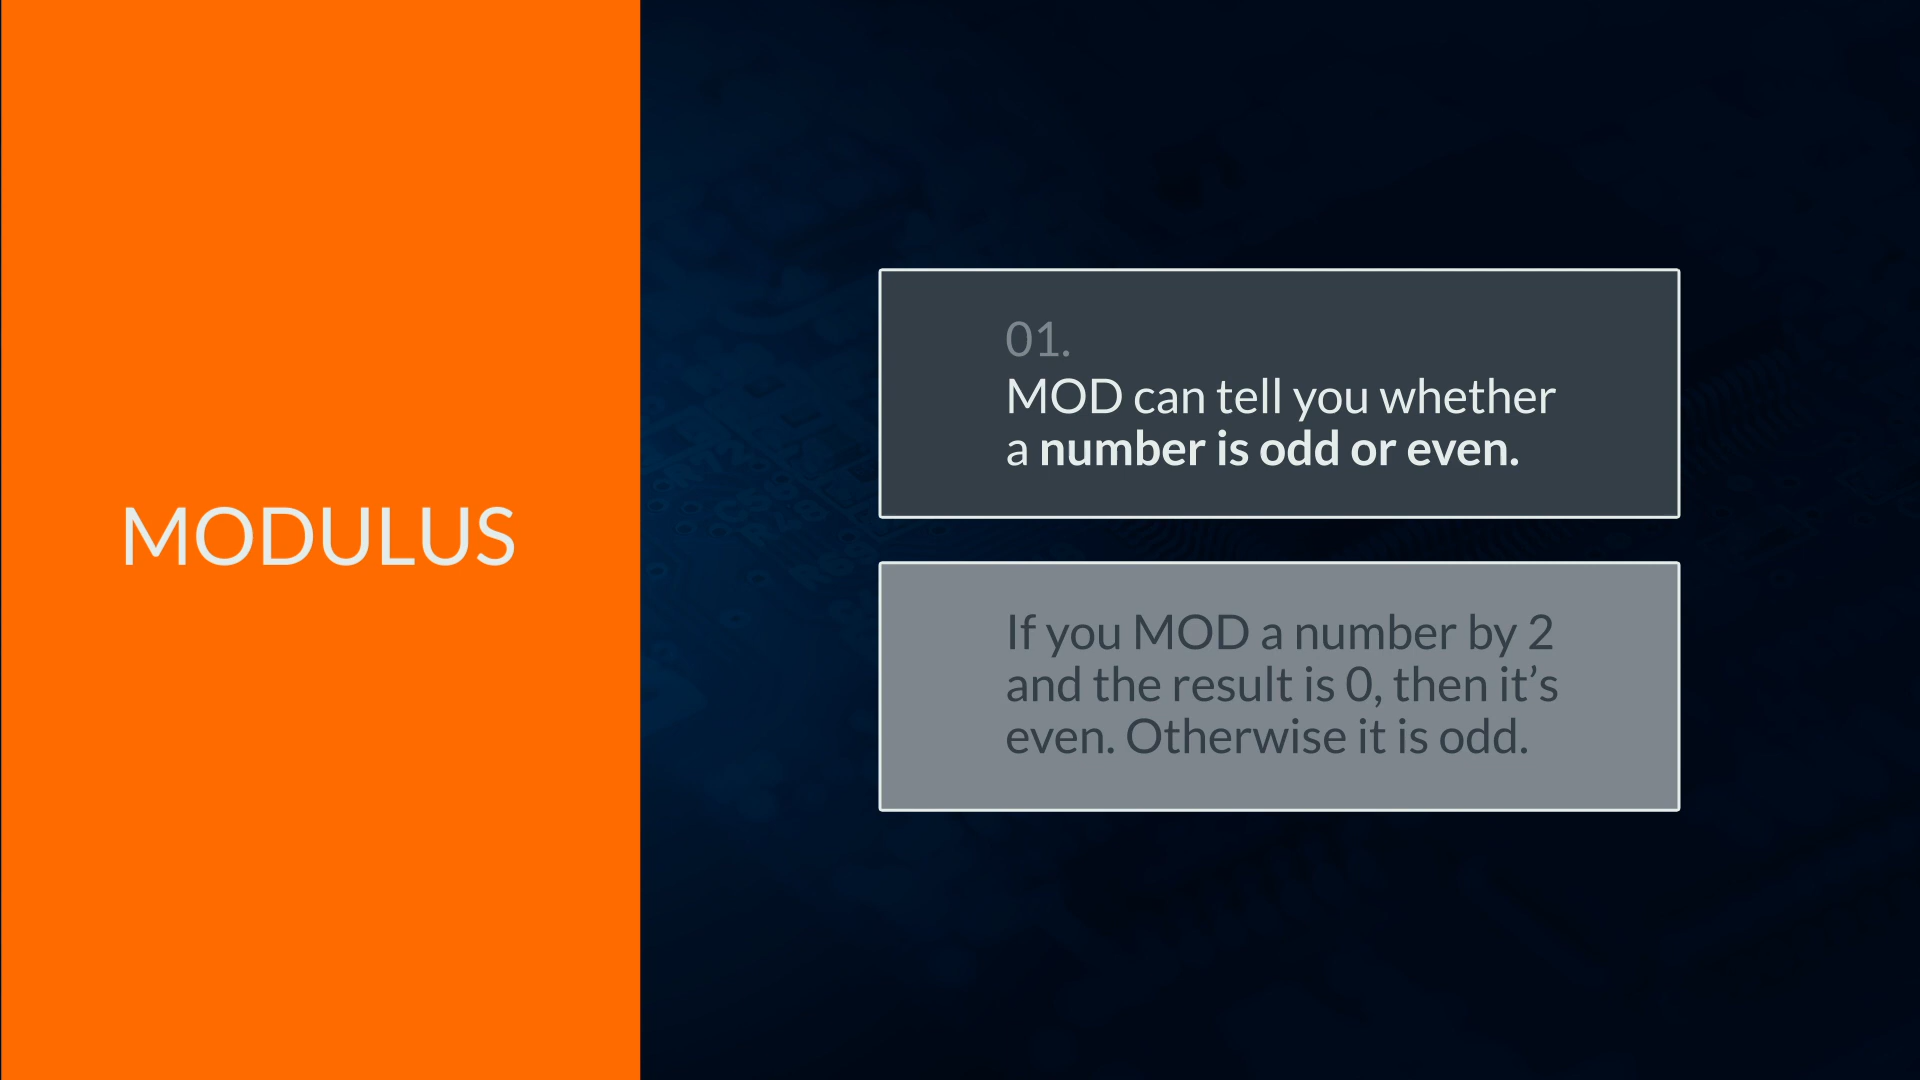 MODULUS
01.
MOD can tell you whether
a number is odd or even.
If you MOD a number by 2
and the result is 0, then it’s
even. Otherwise it is odd.